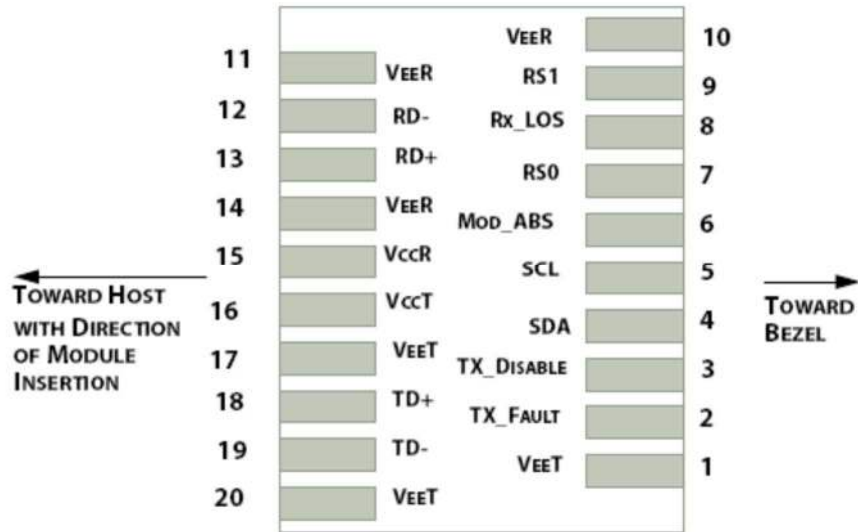 11 VEER
12 RD-
13 RD+
14 VEER
15 VCCR
16 VCCT
17 VEET
18 TD+
19 TD-
20 VEET
VEER 10
RS1 9
RX_LOS 8
RS0 7
MOD_ABS 6
SCL 5
SDA 4
TX_DISABLE 3
TX_FAULT 2
VEET 1
TOWARD HOST
WITH DIRECTION
OF MODULE
INSERTION
TOWARD
BEZEL